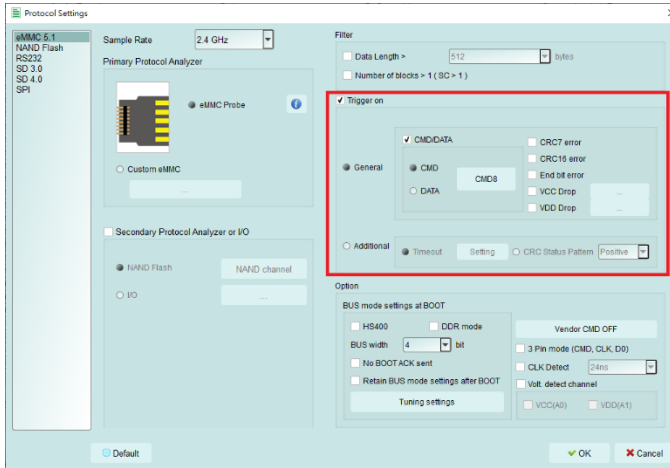 Protocol Settings
eMMC 5.1
NAND Flash
RS232
SD 3.0
SD 4.0
SPI
Sample Rate
2.4 GHz
Primary Protocol Analyzer
eMMC Probe
Custom eMMC
...
Secondary Protocol Analyzer or I/O
NAND Flash
NAND channel
I/O
...
Filter
Data Length >
512
bytes
Number of blocks > 1 ( SC > 1 )
Trigger on
General
CMD/DATA
CMD
DATA
CMD8
CRC7 error
CRC16 error
End bit error
VCC Drop
...
VDD Drop
...
Additional
Timeout
Setting
CRC Status Pattern
Positive
Option
BUS mode settings at BOOT
HS400
DDR mode
BUS width
4
bit
No BOOT ACK sent
Retain BUS mode settings after BOOT
Tuning settings
Vendor CMD OFF
3 Pin mode (CMD, CLK, D0)
CLK Detect
24ns
Volt. detect channel
VCC(A0)
VDD(A1)
Default
OK
Cancel